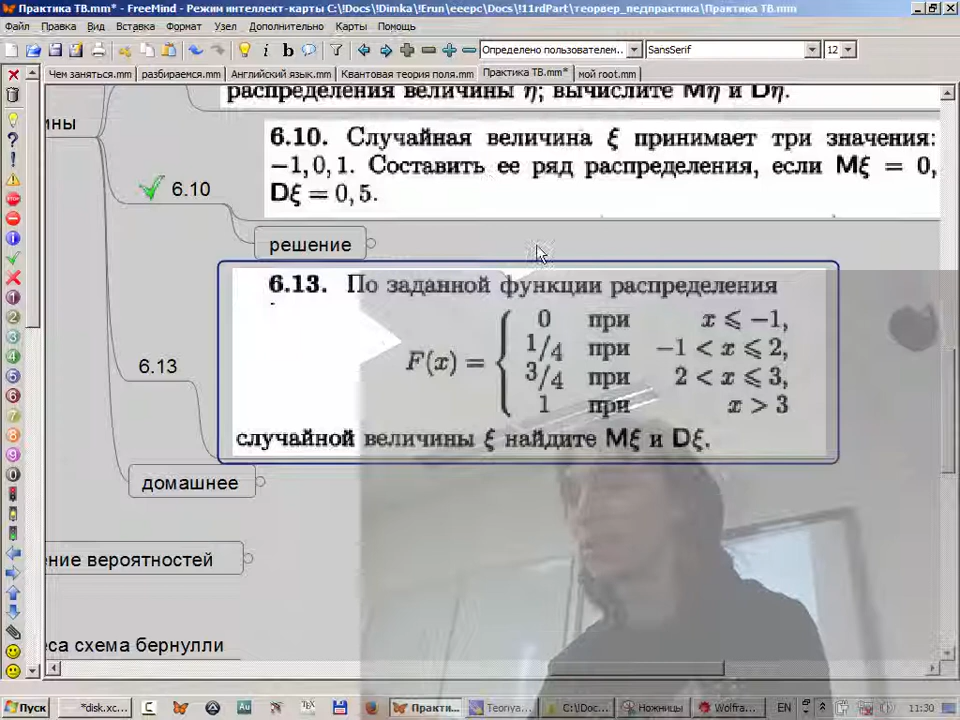 Практика ТВ.mm* - FreeMind - Режим интеллект-карты C:\!Docs\!Dimka\!Erun\!eeepc\Docs\!11rdPart\теорвер_педпрактика\Практика ТВ.mm
Файл Правка Вид Вставка Формат Узел Дополнительно Карты Помощь
Определено пользователем.. SansSerif 12
Чем заняться.mm разбираемся.mm Английский язык.mm Квантовая теория поля.mm Практика ТВ.mm* мой root.mm
распределения величины η; вычислите Mη и Dη.
ины
6.10. Случайная величина ξ принимает три значения:
−1, 0, 1. Составить ее ряд распределения, если Mξ = 0,
Dξ = 0, 5.
6.10
решение
6.13. По заданной функции распределения
0 при x ⩽ −1,
1/4 при −1 < x ⩽ 2,
F(x) =
3/4 при 2 < x ⩽ 3,
1 при x > 3
случайной величины ξ найдите Mξ и Dξ.
6.13
домашнее
ение вероятностей
еса схема бернулли
Пуск *disk.xc... Практи... Teoriya... C:\!Doc... Ножницы Wolfra... EN 11:30